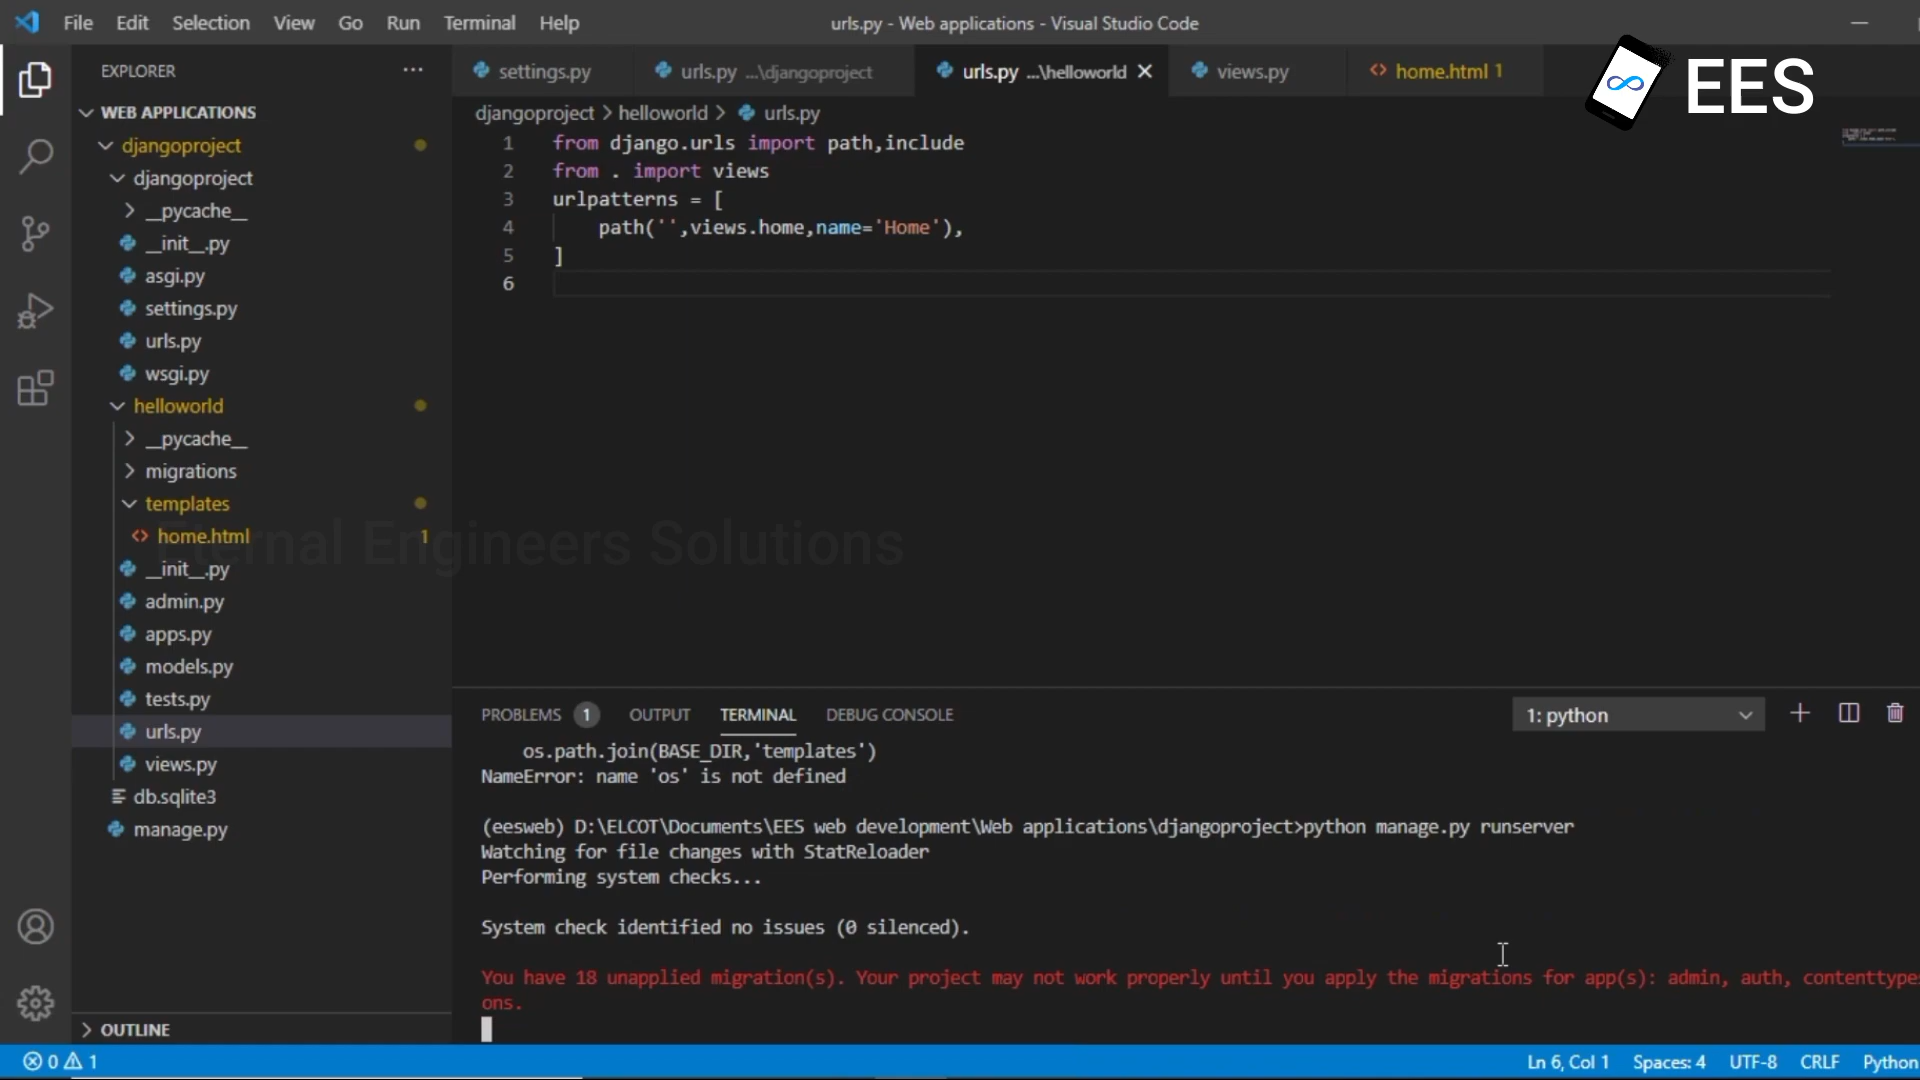 File Edit Selection View Go Run Terminal Help
urls.py - Web applications - Visual Studio Code
EES
EXPLORER ...
WEB APPLICATIONS
djangoproject
djangoproject
__pycache__
__init__.py
asgi.py
settings.py
urls.py
wsgi.py
helloworld
__pycache__
migrations
templates
home.html 1
__init__.py
admin.py
apps.py
models.py
tests.py
urls.py
views.py
db.sqlite3
manage.py
OUTLINE
settings.py
urls.py ...\djangoproject
urls.py ...\helloworld
views.py
home.html 1
djangoproject > helloworld > urls.py
1 from django.urls import path,include
2 from . import views
3 urlpatterns = [
4 path('',views.home,name='Home'),
5 ]
6
Eternal Engineers Solutions
PROBLEMS 1 OUTPUT TERMINAL DEBUG CONSOLE
1: python
os.path.join(BASE_DIR,'templates')
NameError: name 'os' is not defined
(eesweb) D:\ELCOT\Documents\EES web development\Web applications\djangoproject>python manage.py runserver
Watching for file changes with StatReloader
Performing system checks...
System check identified no issues (0 silenced).
You have 18 unapplied migration(s). Your project may not work properly until you apply the migrations for app(s): admin, auth, contenttype
ons.
0 1
Ln 6, Col 1 Spaces: 4 UTF-8 CRLF Python